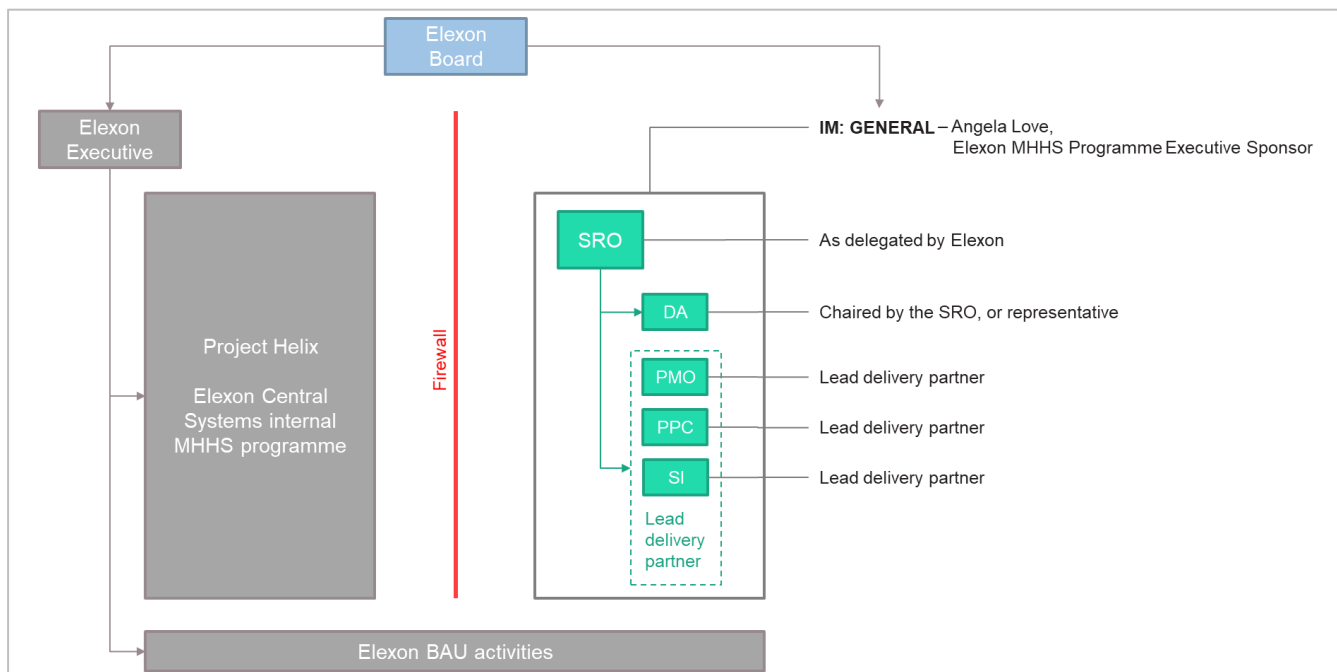 Elexon
Board
Elexon
Executive
IM: GENERAL – Angela Love,
Elexon MHHS Programme Executive Sponsor
Firewall
Project Helix
Elexon Central
Systems internal
MHHS programme
SRO
As delegated by Elexon
DA
Chaired by the SRO, or representative
PMO
Lead delivery partner
PPC
Lead delivery partner
SI
Lead delivery partner
Lead
delivery
partner
Elexon BAU activities